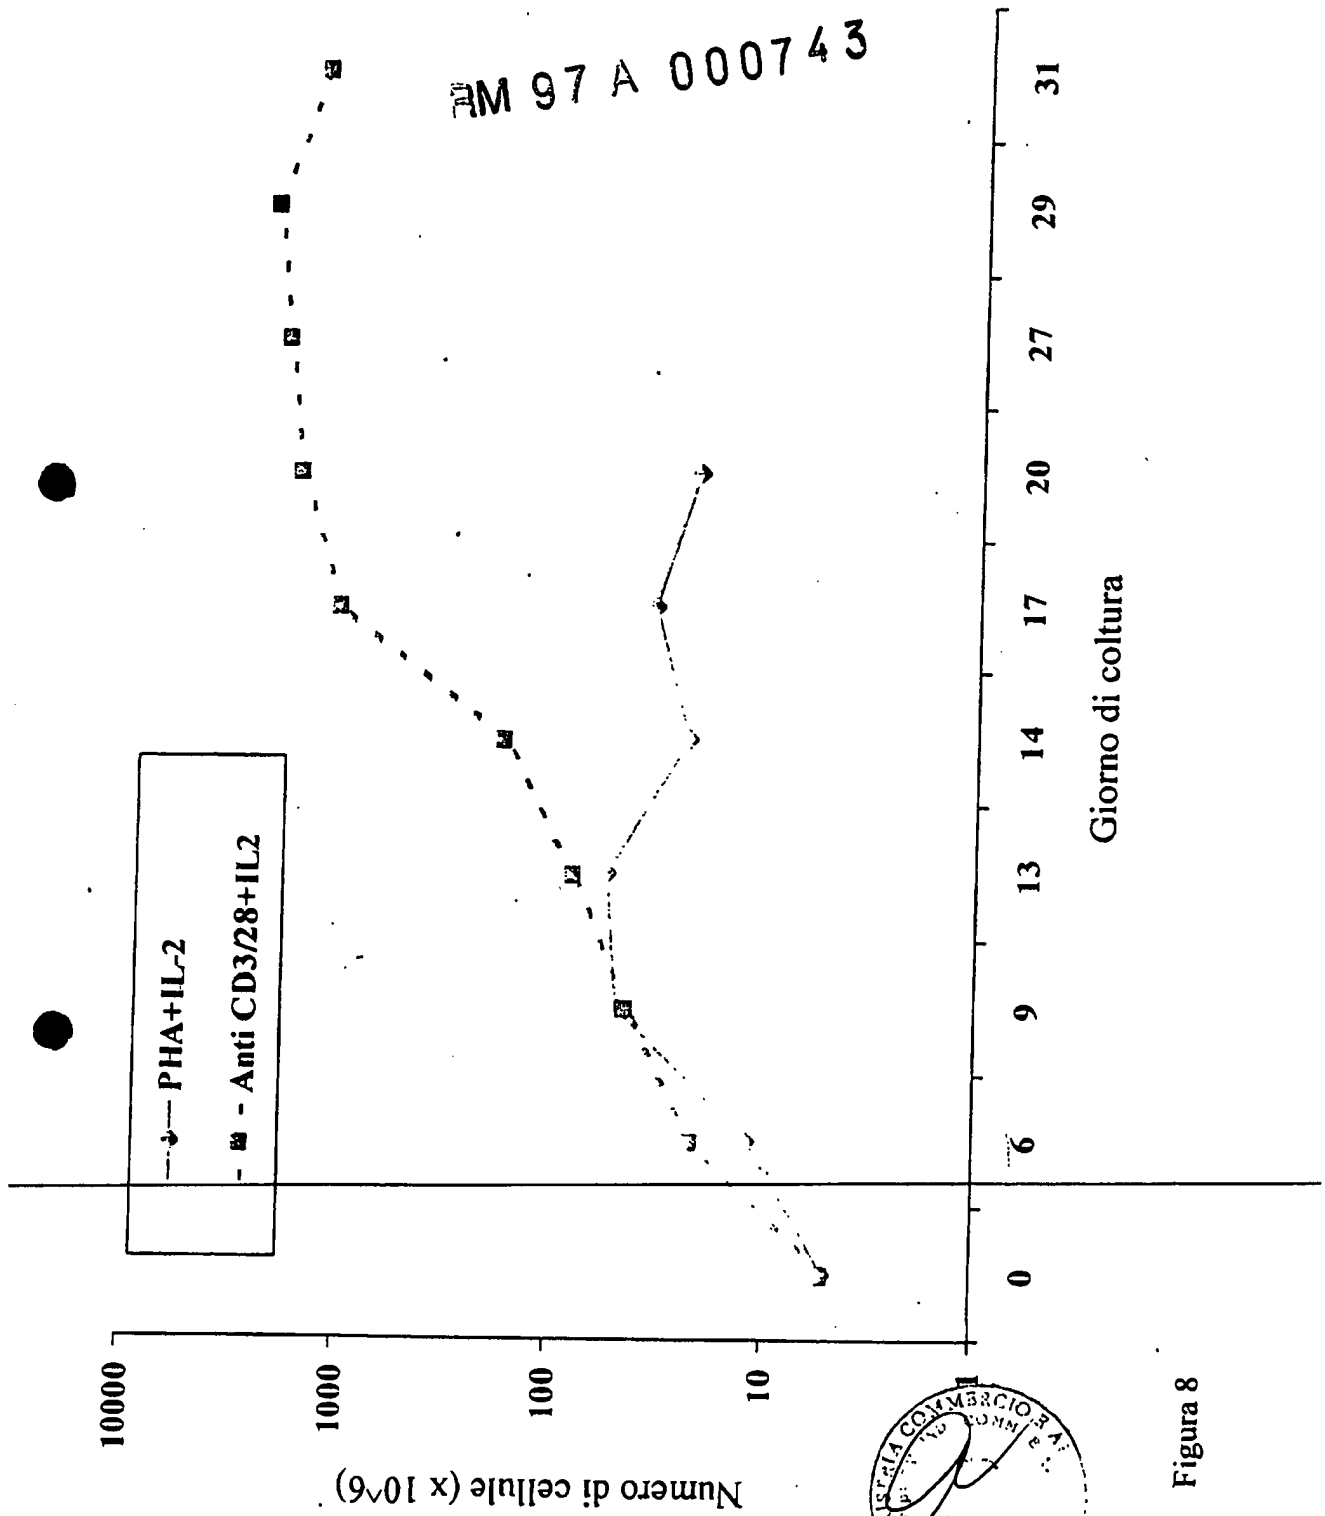 RM 97 A 000743
PHA+IL-2
Anti CD3/28+IL2
Numero di cellule (x 10^6)
10000
1000
100
10
1
0 6 9 13 14 17 20 27 29 31
Giorno di coltura
COMMERCIO
Figura 8